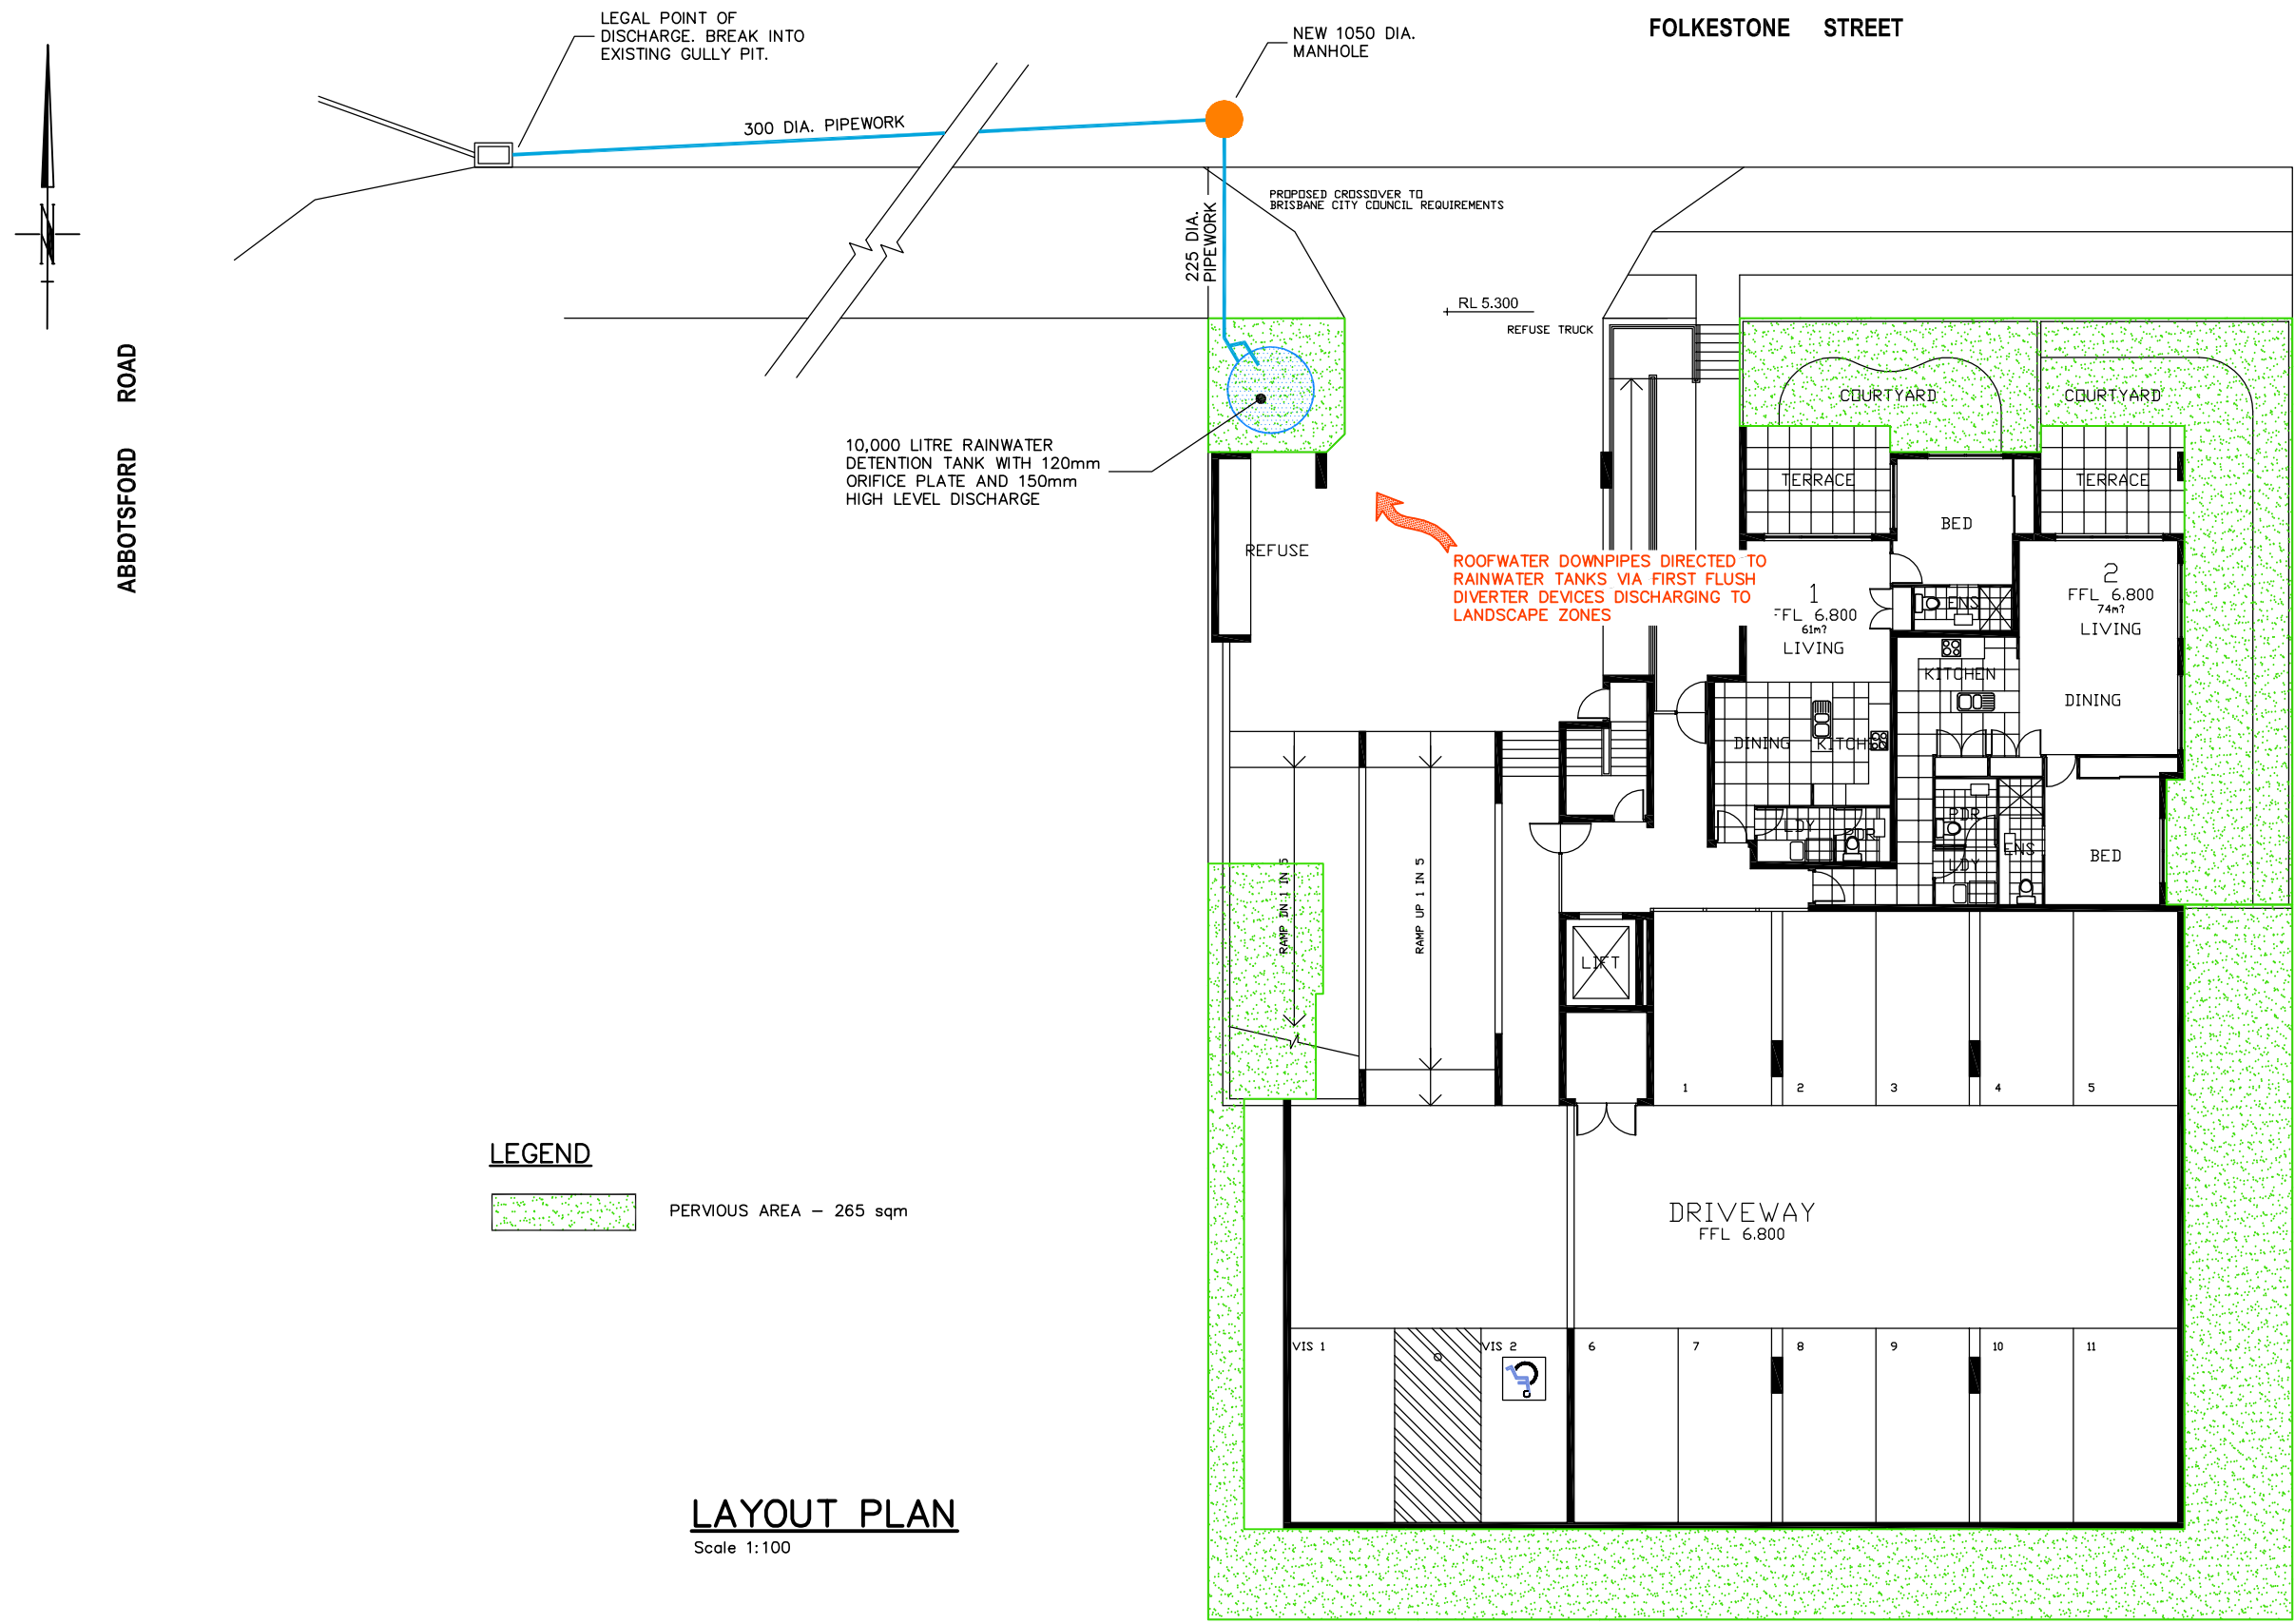 LEGAL POINT OF
DISCHARGE. BREAK INTO
EXISTING GULLY PIT.
NEW 1050 DIA.
MANHOLE
FOLKESTONE STREET
300 DIA. PIPEWORK
PROPOSED CROSSOVER TO
BRISBANE CITY COUNCIL REQUIREMENTS
225 DIA.
PIPEWORK
N
RL 5.300
REFUSE TRUCK
ABBOTSFORD ROAD
COURTYARD
COURTYARD
10,000 LITRE RAINWATER
DETENTION TANK WITH 120mm
ORIFICE PLATE AND 150mm
HIGH LEVEL DISCHARGE
TERRACE
TERRACE
BED
REFUSE
ROOFWATER DOWNPIPES DIRECTED TO
RAINWATER TANKS VIA FIRST FLUSH
DIVERTER DEVICES DISCHARGING TO
LANDSCAPE ZONES
1
FFL 6.800
61m?
LIVING
ENS
2
FFL 6.800
74m?
LIVING
KITCHEN
DINING
DINING
KITCHEN
LDY
PDR
PDR
LDY
ENS
BED
RAMP DN 1 IN 5
RAMP UP 1 IN 5
LIFT
1
2
3
4
5
LEGEND
PERVIOUS AREA – 265 sqm
DRIVEWAY
FFL 6.800
VIS 1
VIS 2
6
7
8
9
10
11
LAYOUT PLAN
Scale 1:100